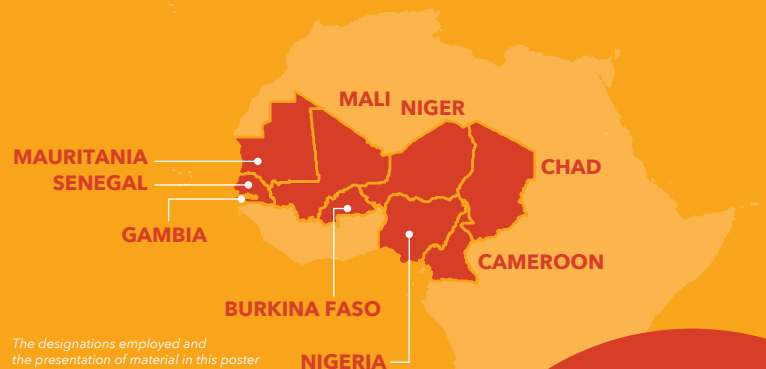 MALI
NIGER
MAURITANIA
CHAD
SENEGAL
GAMBIA
CAMEROON
BURKINA FASO
The designations employed and
the presentation of material in this poster
NIGERIA